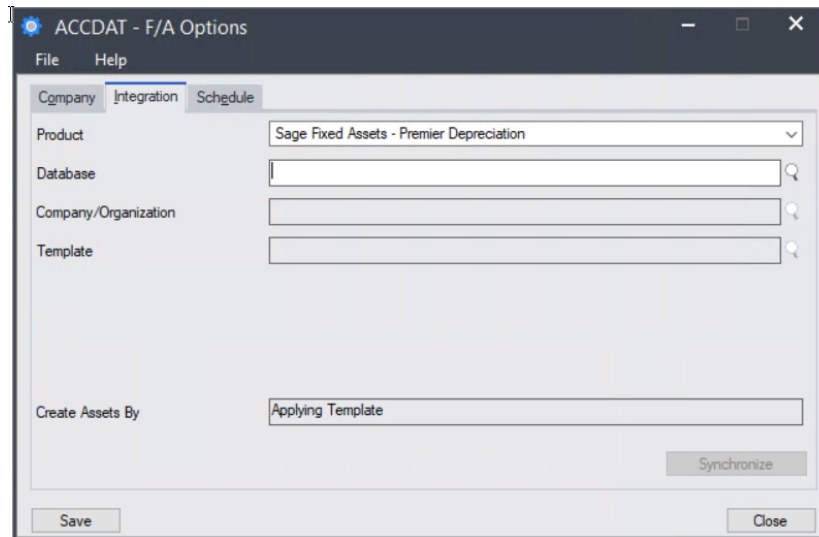 ACCDAT - F/A Options
File Help
Company Integration Schedule
Product Sage Fixed Assets - Premier Depreciation
Database
Company/Organization
Template
Create Assets By Applying Template
Synchronize
Save Close